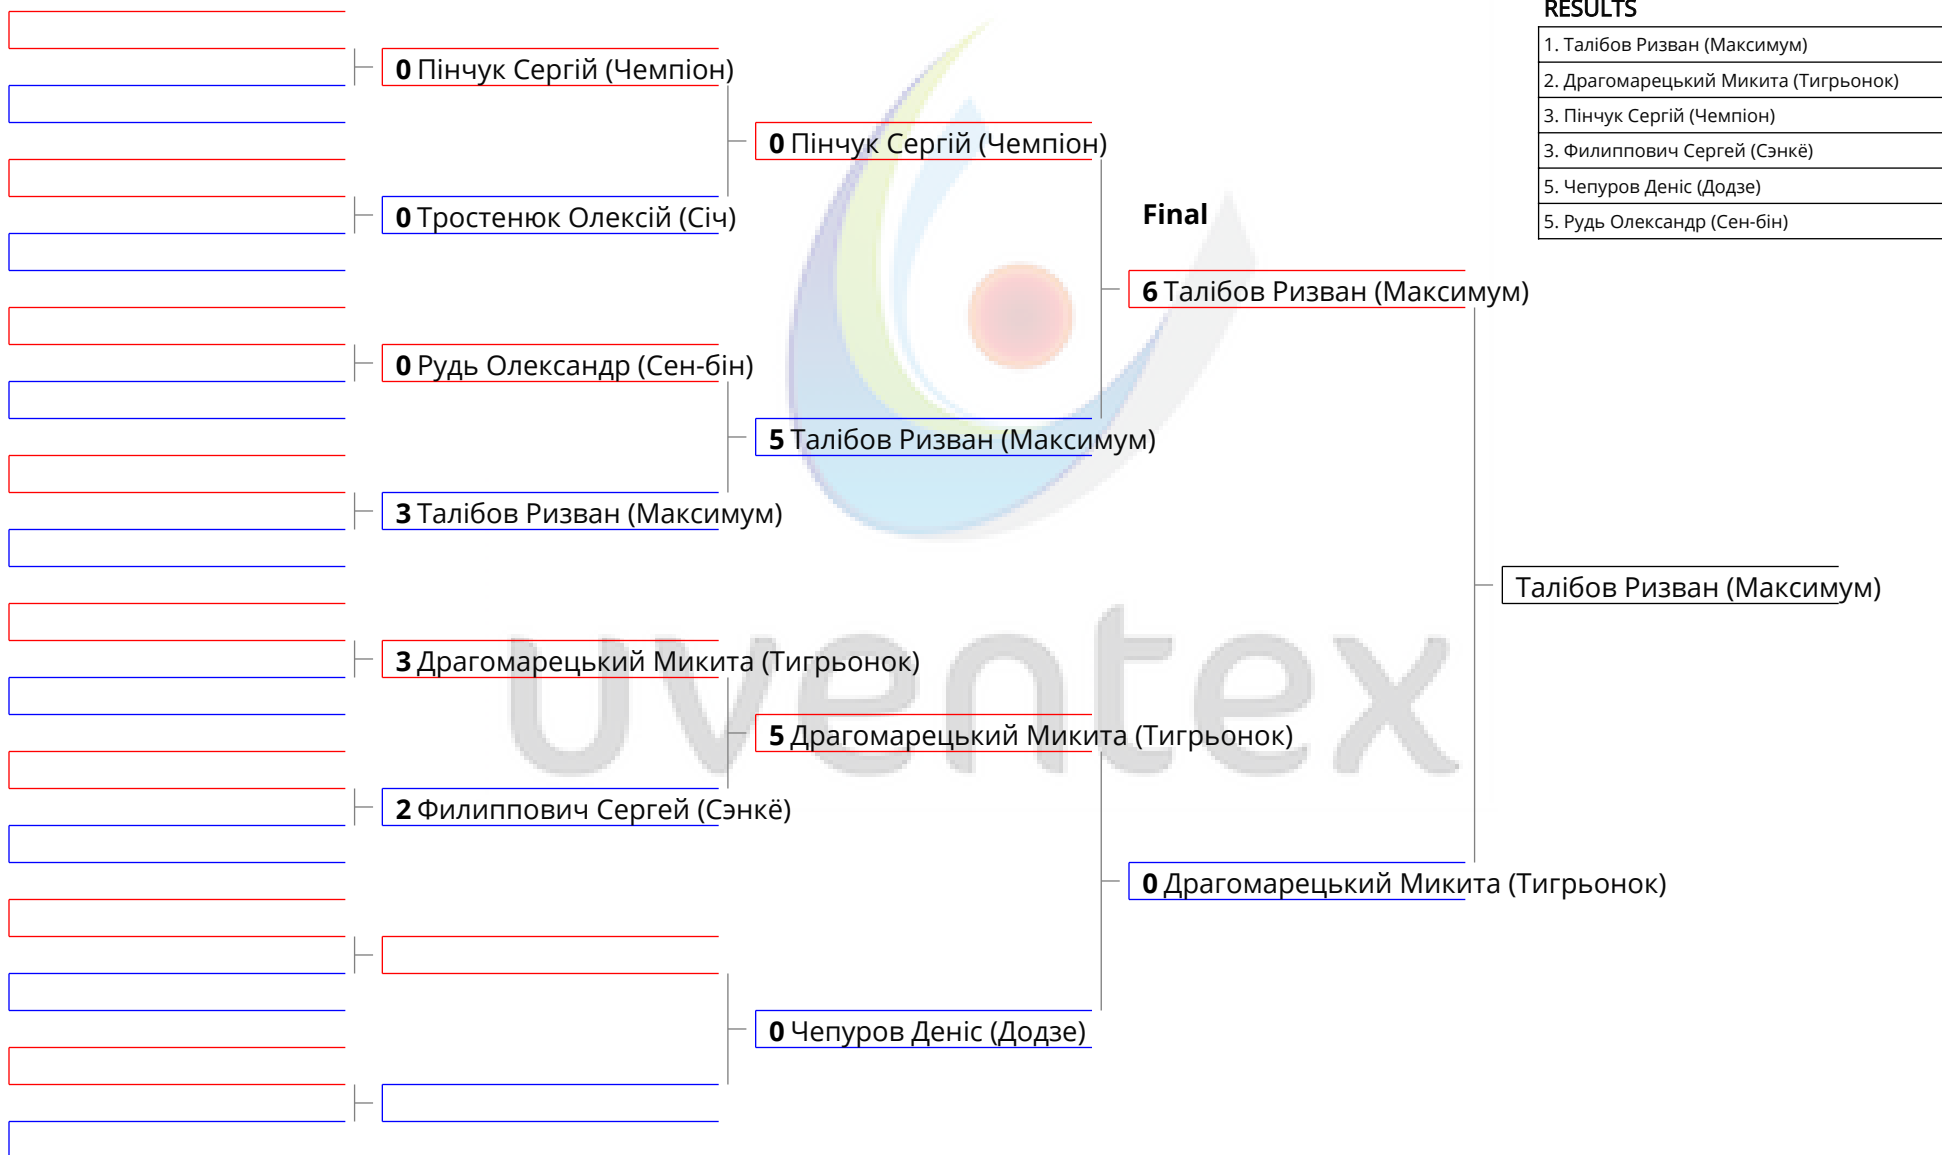 RESULTS
1. Талібов Ризван (Максимум)
2. Драгомарецький Микита (Тигрьонок)
3. Пінчук Сергій (Чемпіон)
3. Филиппович Сергей (Сэнкё)
5. Чепуров Деніс (Додзе)
5. Рудь Олександр (Сен-бін)
0 Пінчук Сергій (Чемпіон)
0 Пінчук Сергій (Чемпіон)
0 Тростенюк Олексій (Січ)
Final
6 Талібов Ризван (Максимум)
0 Рудь Олександр (Сен-бін)
5 Талібов Ризван (Максимум)
3 Талібов Ризван (Максимум)
Талібов Ризван (Максимум)
uventex
3 Драгомарецький Микита (Тигрьонок)
5 Драгомарецький Микита (Тигрьонок)
2 Филиппович Сергей (Сэнкё)
0 Драгомарецький Микита (Тигрьонок)
0 Чепуров Деніс (Додзе)